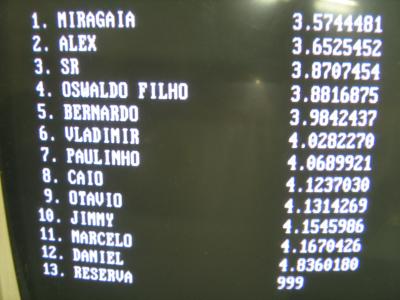 1. MIRAGAIA 3.5744481
2. ALEX 3.6525452
3. SR 3.8707454
4. OSWALDO FILHO 3.8816875
5. BERNARDO 3.9842437
6. VLADIMIR 4.0282270
7. PAULINHO 4.0689921
8. CAIO 4.1237030
9. OTAVIO 4.1314269
10. JIMMY 4.1545986
11. MARCELO 4.1670426
12. DANIEL 4.8360180
13. RESERVA 999